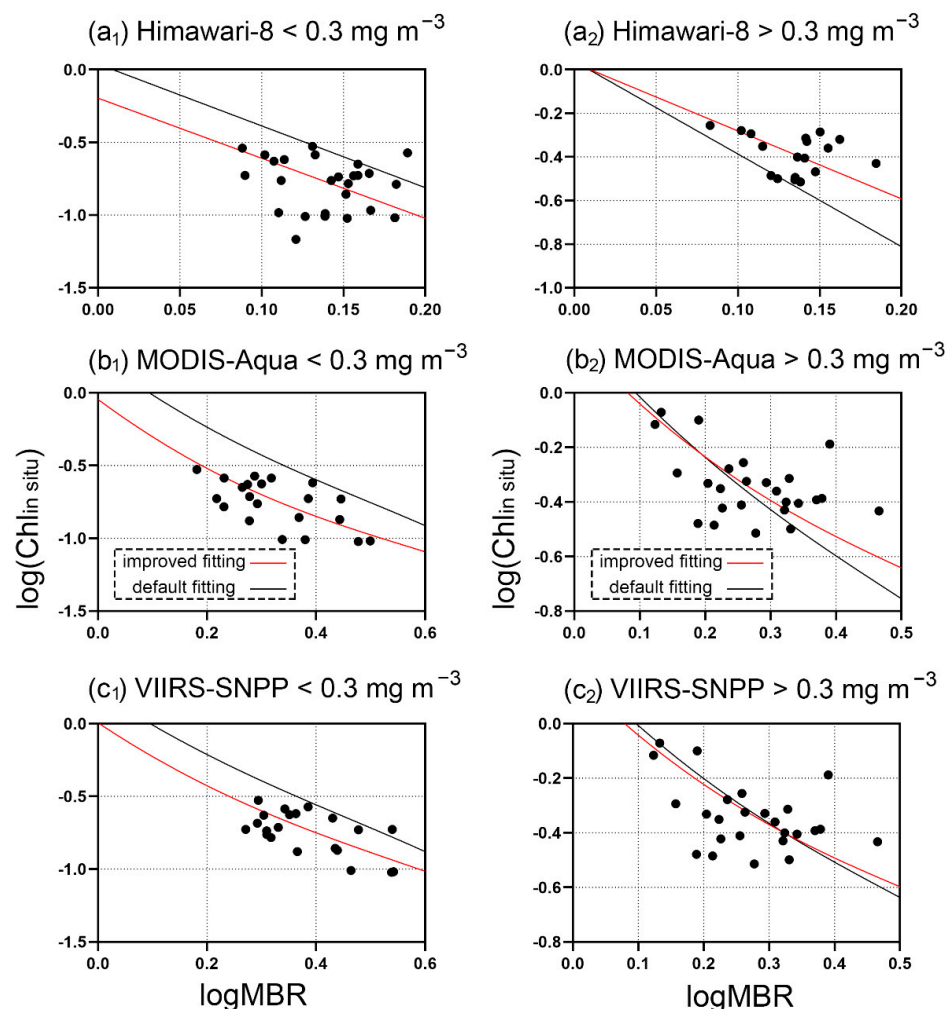 (a₁) Himawari-8 < 0.3 mg m⁻³
(a₂) Himawari-8 > 0.3 mg m⁻³
0.0
-0.5
-1.0
-1.5
0.00 0.05 0.10 0.15 0.20
0.0
-0.2
-0.4
-0.6
-0.8
-1.0
0.00 0.05 0.10 0.15 0.20
(b₁) MODIS-Aqua < 0.3 mg m⁻³
(b₂) MODIS-Aqua > 0.3 mg m⁻³
log(Chl in situ)
0.0
-0.5
-1.0
-1.5
improved fitting
default fitting
0.0 0.2 0.4 0.6
log(Chl in situ)
0.0
-0.2
-0.4
-0.6
-0.8
improved fitting
default fitting
0.0 0.1 0.2 0.3 0.4 0.5
(c₁) VIIRS-SNPP < 0.3 mg m⁻³
(c₂) VIIRS-SNPP > 0.3 mg m⁻³
0.0
-0.5
-1.0
-1.5
0.0 0.2 0.4 0.6
logMBR
0.0
-0.2
-0.4
-0.6
-0.8
0.0 0.1 0.2 0.3 0.4 0.5
logMBR